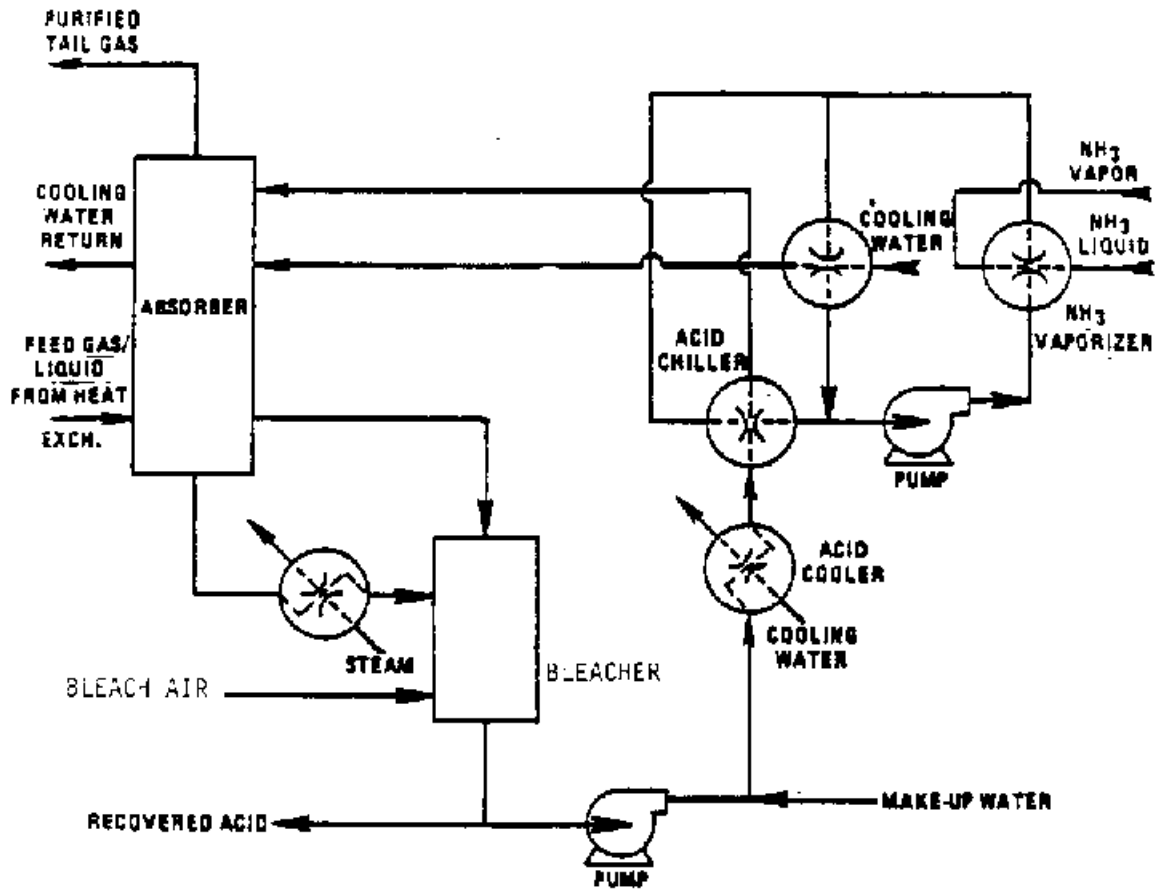 PURIFIED
TAIL GAS
NH3
VAPOR
COOLING
WATER
RETURN
COOLING
WATER
NH3
LIQUID
ABSORBER
NH3
VAPORIZER
ACID
CHILLER
FEED GAS/
LIQUID
FROM HEAT
EXCH.
PUMP
ACID
COOLER
COOLING
WATER
STEAM
BLEACHER
BLEACH AIR
MAKE-UP WATER
RECOVERED ACID
PUMP